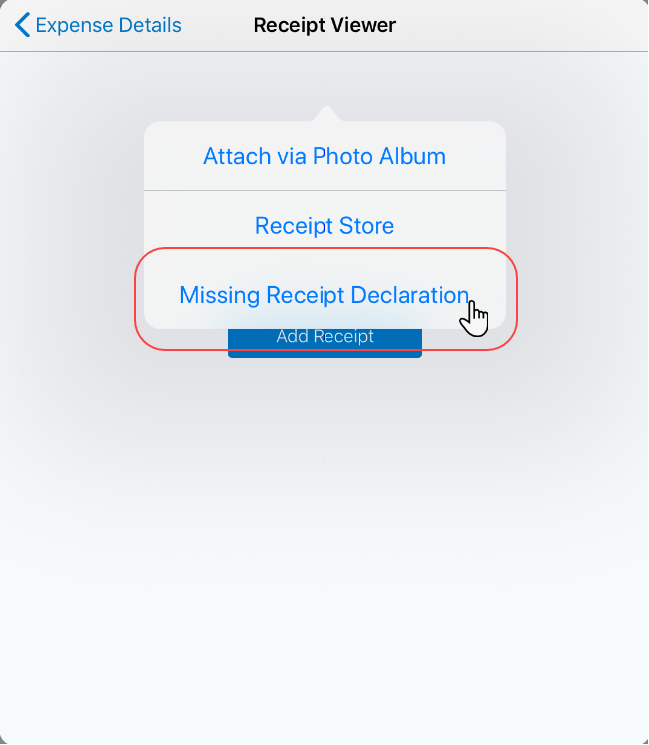 Expense Details
Receipt Viewer
Attach via Photo Album
Receipt Store
Missing Receipt Declaration
Add Receipt